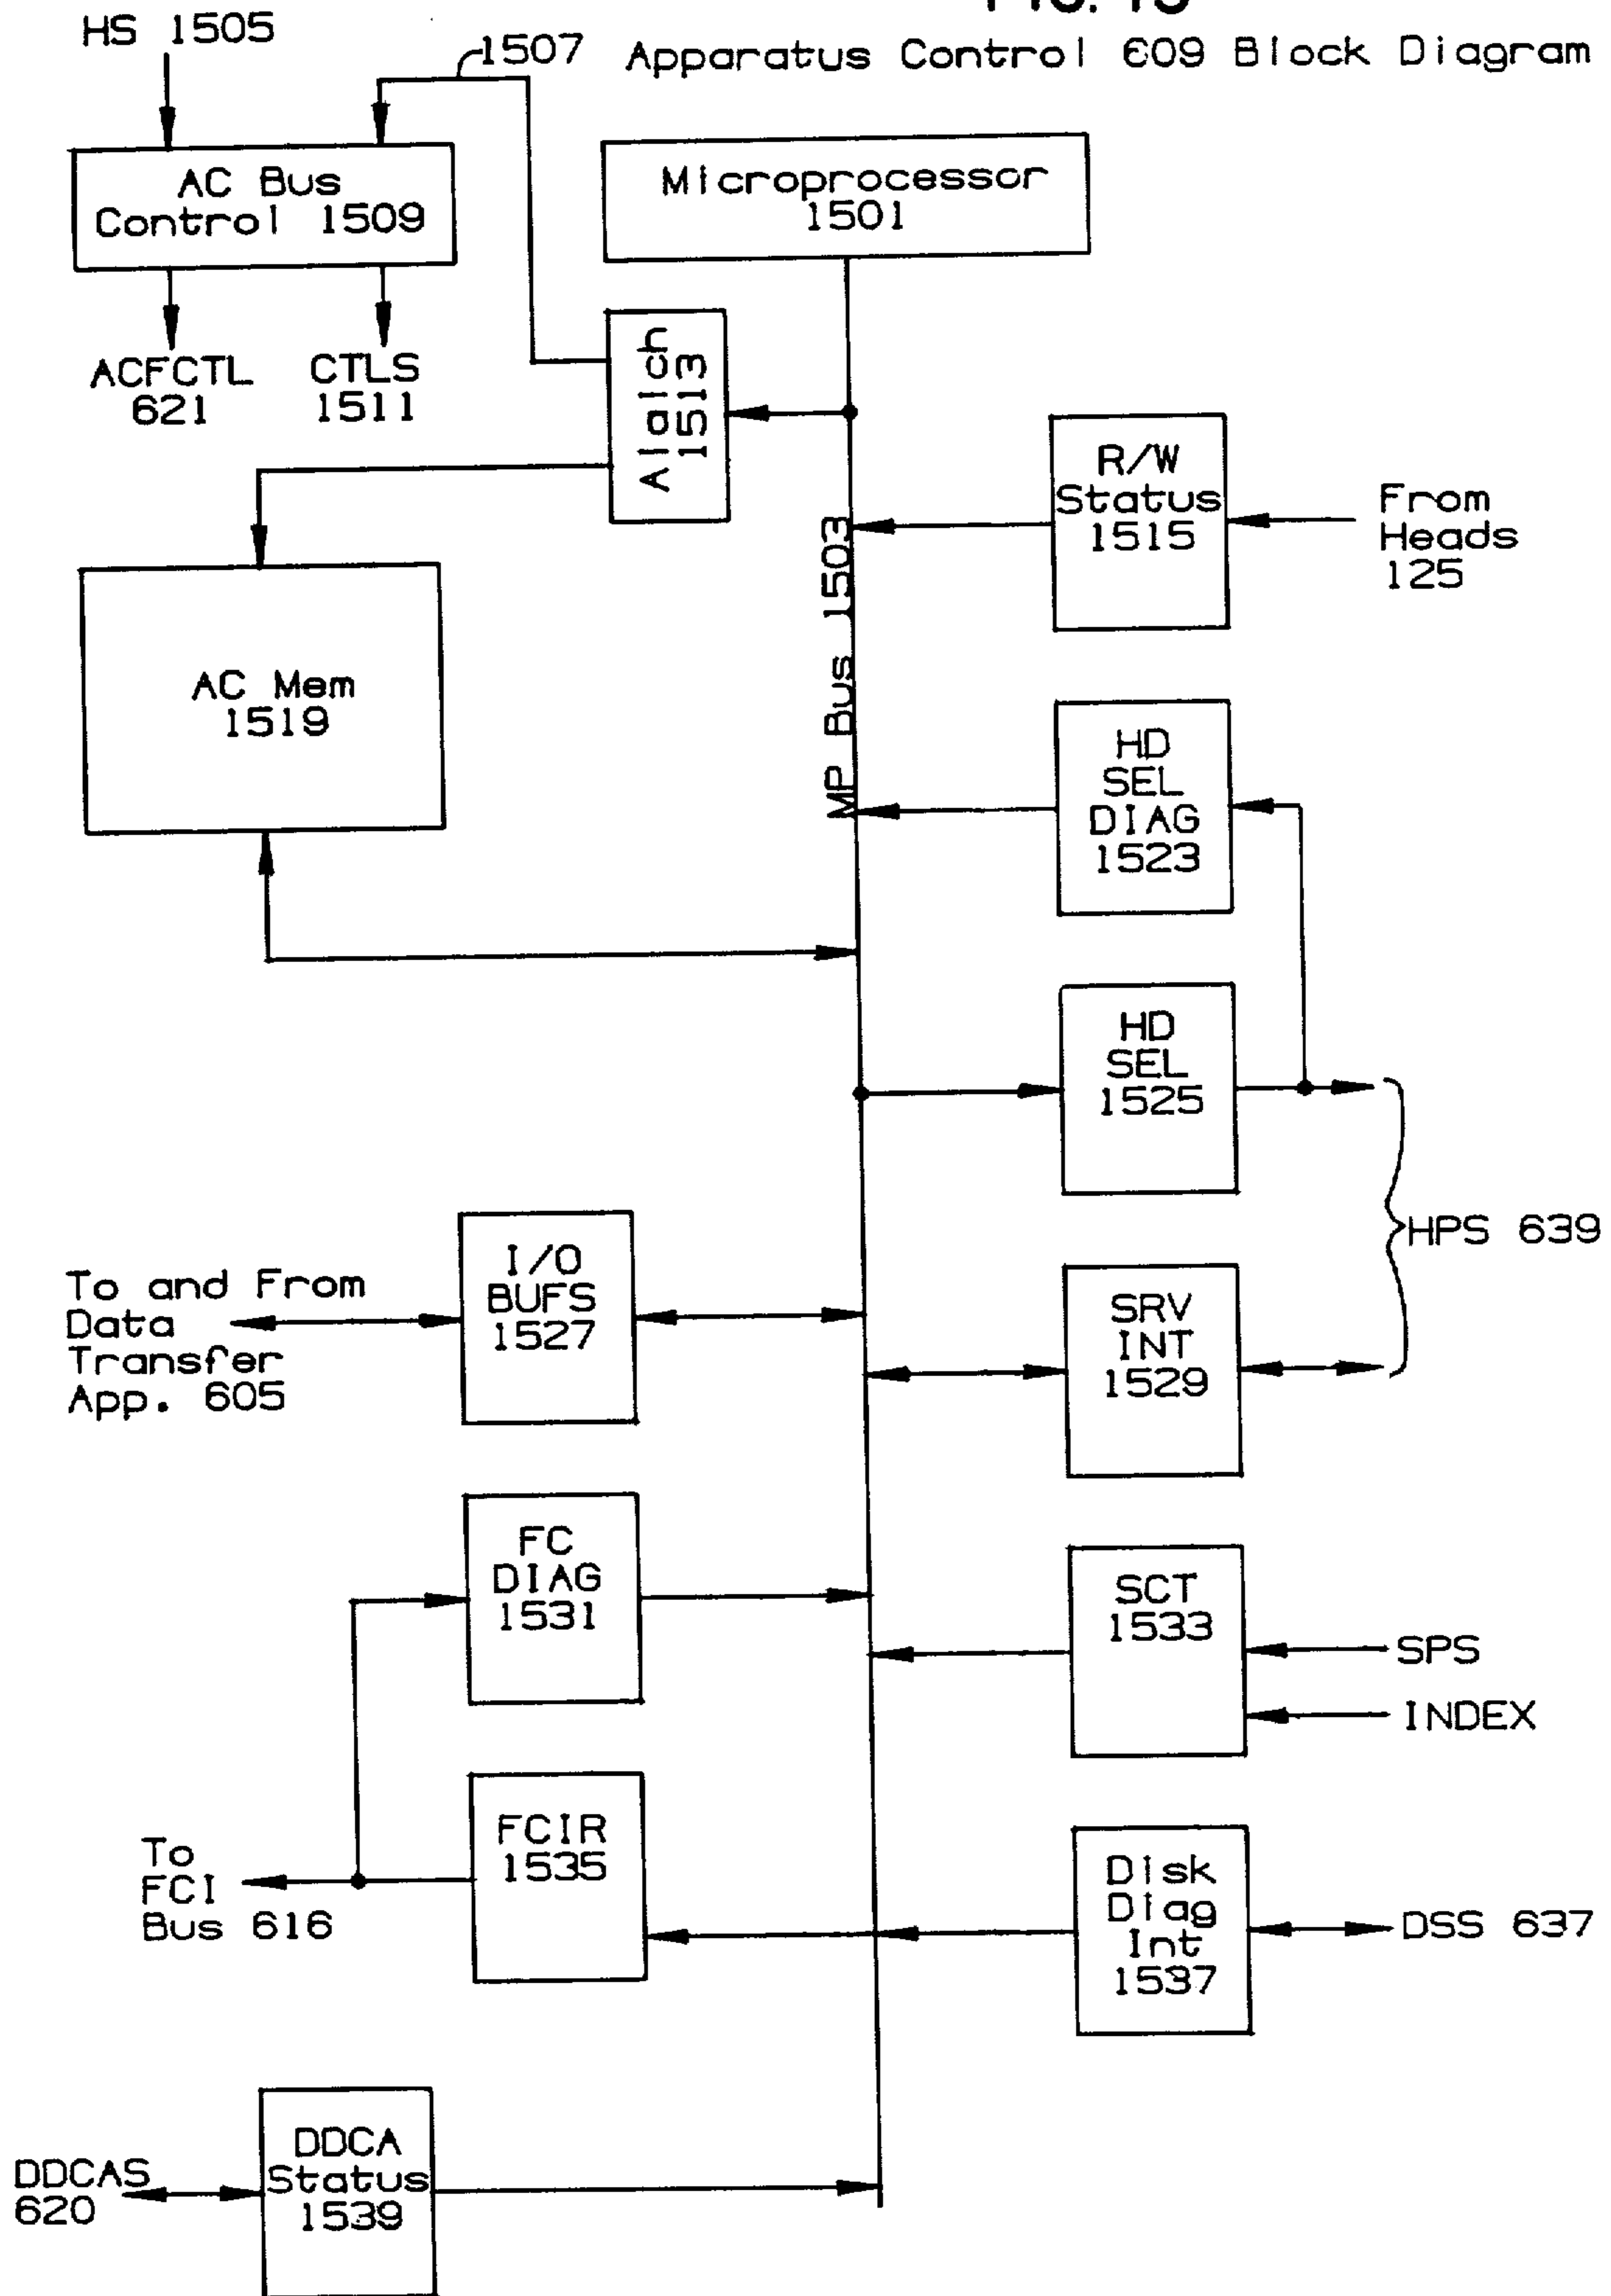 HS 1505
1507
Apparatus Control 609 Block Diagram
AC Bus
Control 1509
Microprocessor
1501
ACFCTL
621
CTLS
1511
Alatch
1513
R/W
Status
1515
From
Heads
125
MP Bus 1503
AC Mem
1519
HD
SEL
DIAG
1523
HD
SEL
1525
HPS 639
I/O
BUFS
1527
To and From
Data
Transfer
App. 605
SRV
INT
1529
FC
DIAG
1531
SCT
1533
SPS
INDEX
FCIR
1535
To
FCI
Bus 616
Disk
Diag
Int
1537
DSS 637
DDCAS
620
DDCA
Status
1539